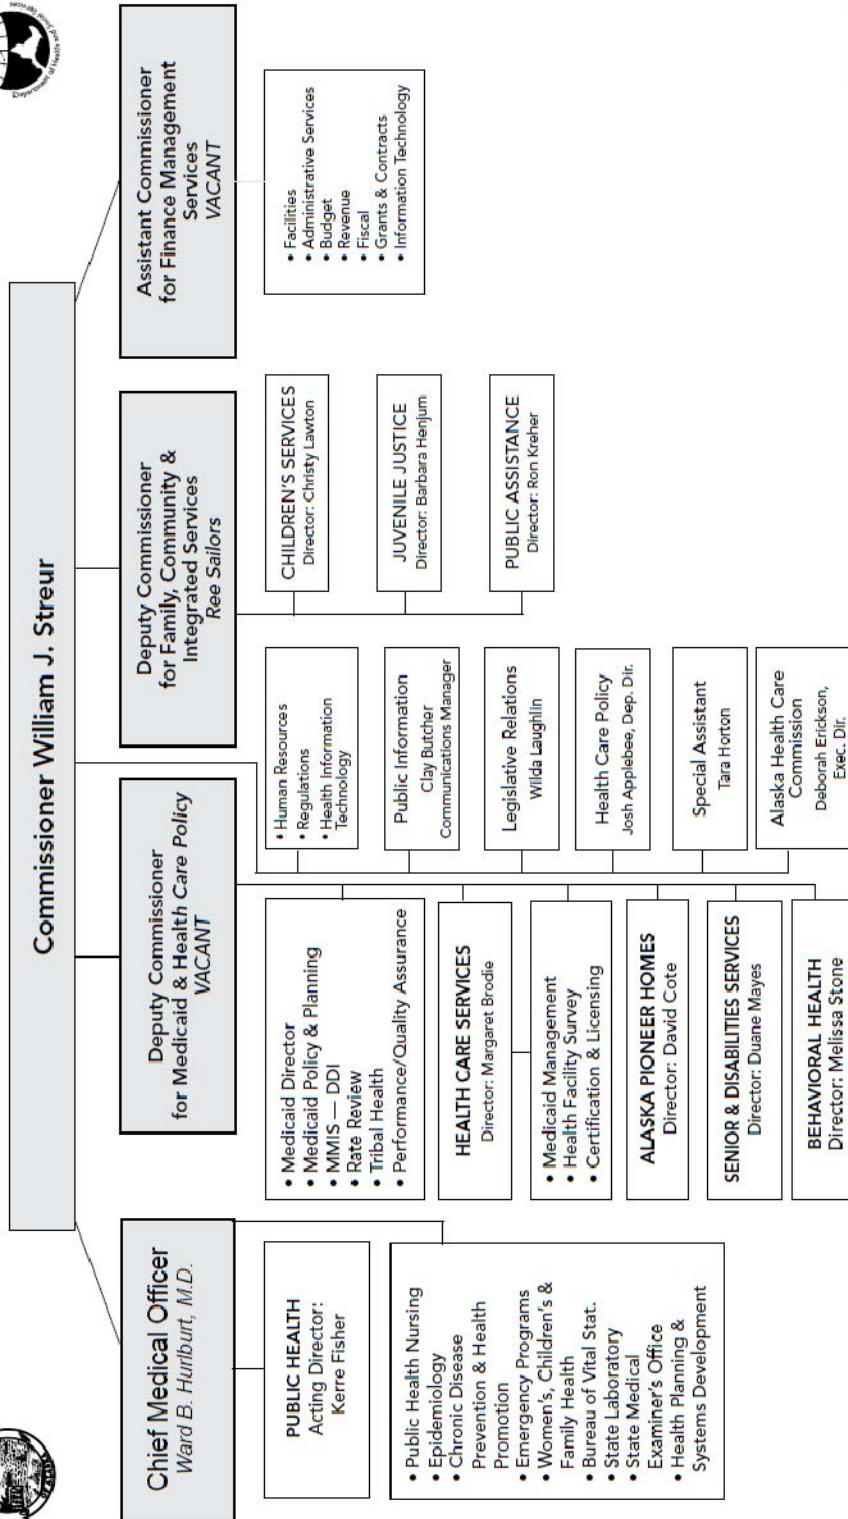 Department of Health and Social Services
Commissioner William J. Streur
Chief Medical Officer
Ward B. Hurlburt, M.D.
PUBLIC HEALTH
Acting Director:
Kerre Fisher
• Public Health Nursing
• Epidemiology
• Chronic Disease
Prevention & Health
Promotion
• Emergency Programs
• Women's, Children's &
Family Health
• Bureau of Vital Stat.
• State Laboratory
• State Medical
Examiner's Office
• Health Planning &
Systems Development
Deputy Commissioner
for Medicaid & Health Care Policy
VACANT
• Medicaid Director
• Medicaid Policy & Planning
• MMIS — DDI
• Rate Review
• Tribal Health
• Performance/Quality Assurance
HEALTH CARE SERVICES
Director: Margaret Brodie
• Medicaid Management
• Health Facility Survey
• Certification & Licensing
ALASKA PIONEER HOMES
Director: David Cote
SENIOR & DISABILITIES SERVICES
Director: Duane Mayes
BEHAVIORAL HEALTH
Director: Melissa Stone
• Human Resources
• Regulations
• Health Information
Technology
Public Information
Clay Butcher
Communications Manager
Legislative Relations
Wilda Laughlin
Health Care Policy
Josh Applebee, Dep. Dir.
Special Assistant
Tara Horton
Alaska Health Care
Commission
Deborah Erickson,
Exec. Dir.
Deputy Commissioner
for Family, Community &
Integrated Services
Ree Sailors
CHILDREN'S SERVICES
Director: Christy Lawton
JUVENILE JUSTICE
Director: Barbara Henjum
PUBLIC ASSISTANCE
Director: Ron Kreher
Assistant Commissioner
for Finance Management
Services
VACANT
• Facilities
• Administrative Services
• Budget
• Revenue
• Fiscal
• Grants & Contracts
• Information Technology